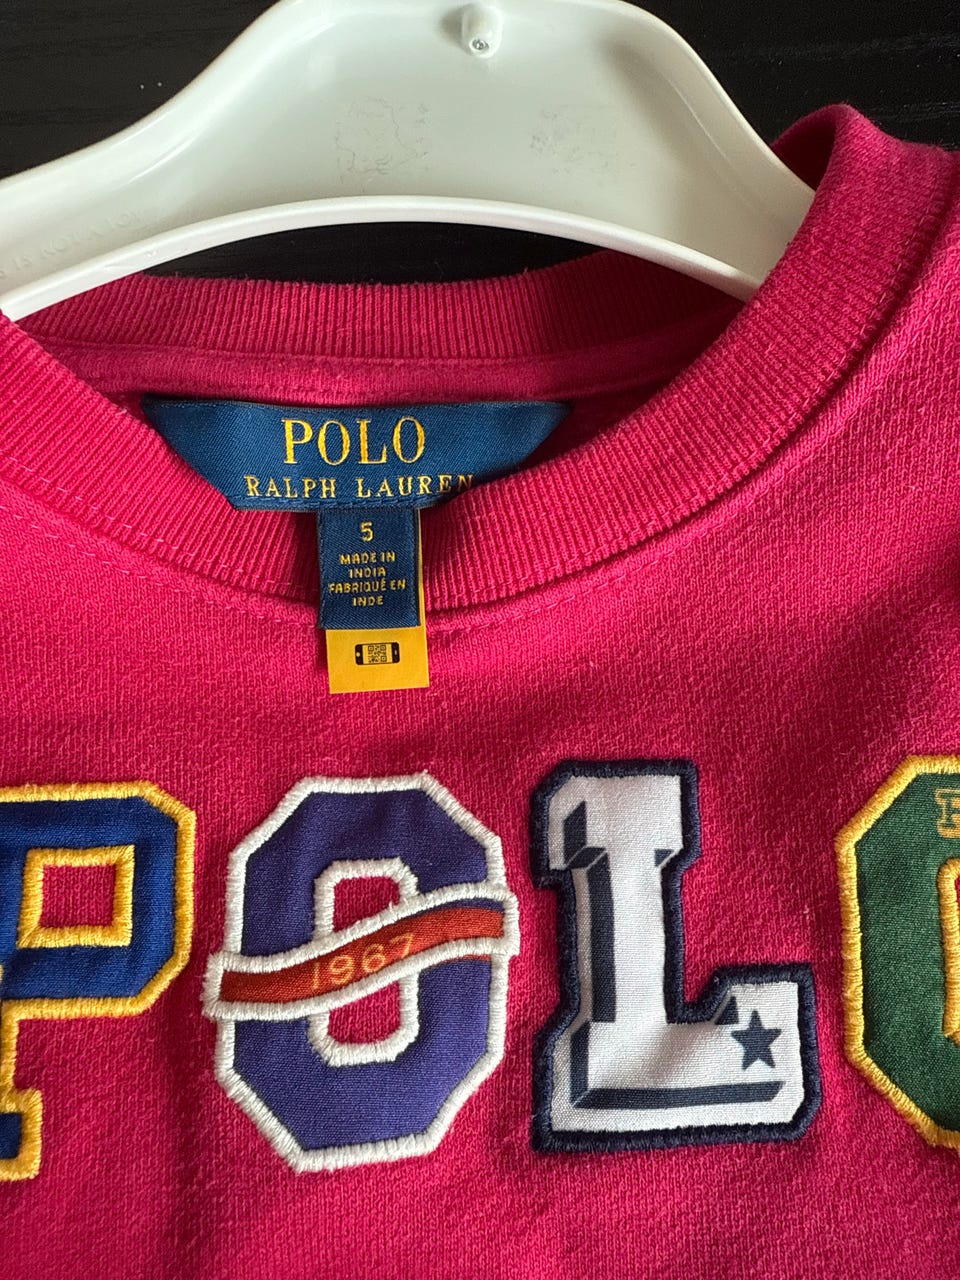 POLO
RALPH LAUREN
5
MADE IN
INDIA
FABRIQUÉ EN
INDE
POLO
1967